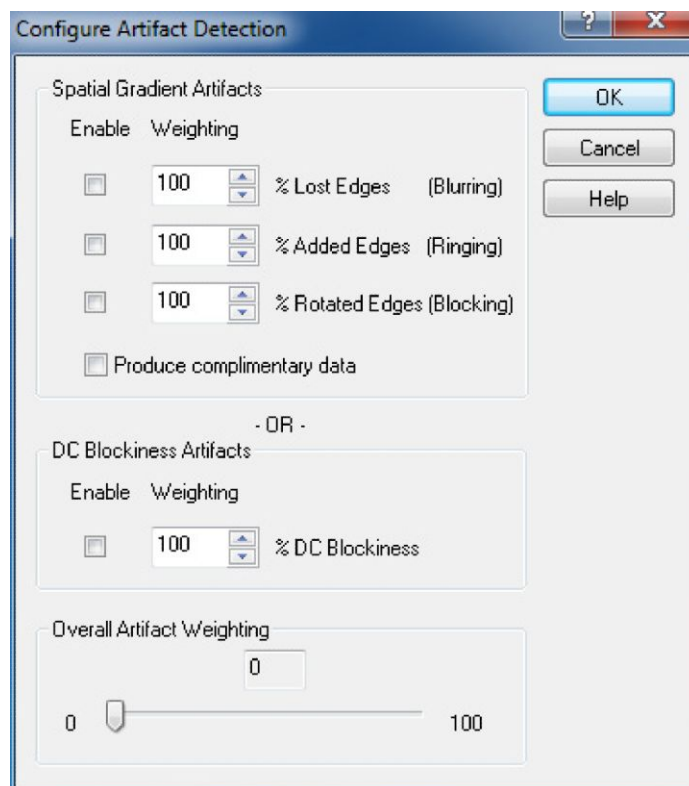 Configure Artifact Detection
?
X
Spatial Gradient Artifacts
OK
Enable Weighting
Cancel
100 % Lost Edges (Blurring)
Help
100 % Added Edges (Ringing)
100 % Rotated Edges (Blocking)
Produce complimentary data
- OR -
DC Blockiness Artifacts
Enable Weighting
100 % DC Blockiness
Overall Artifact Weighting
0
0 100